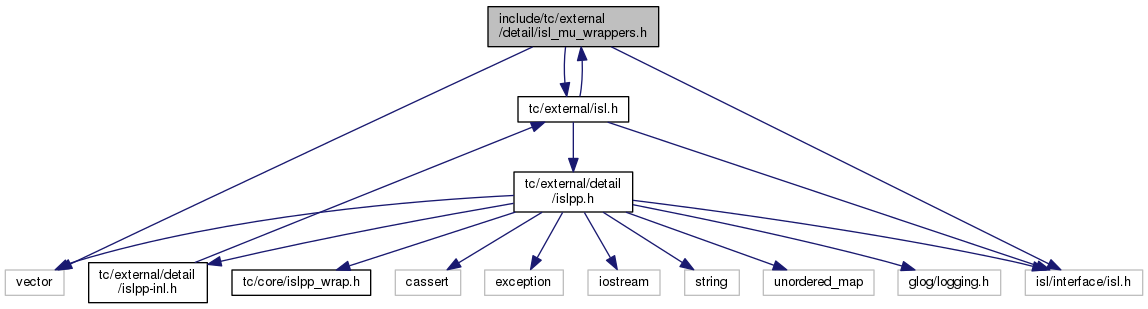 include/tc/external
/detail/isl_mu_wrappers.h
tc/external/isl.h
tc/external/detail
/islpp.h
vector
tc/external/detail
/islpp-inl.h
tc/core/islpp_wrap.h
cassert
exception
iostream
string
unordered_map
glog/logging.h
isl/interface/isl.h